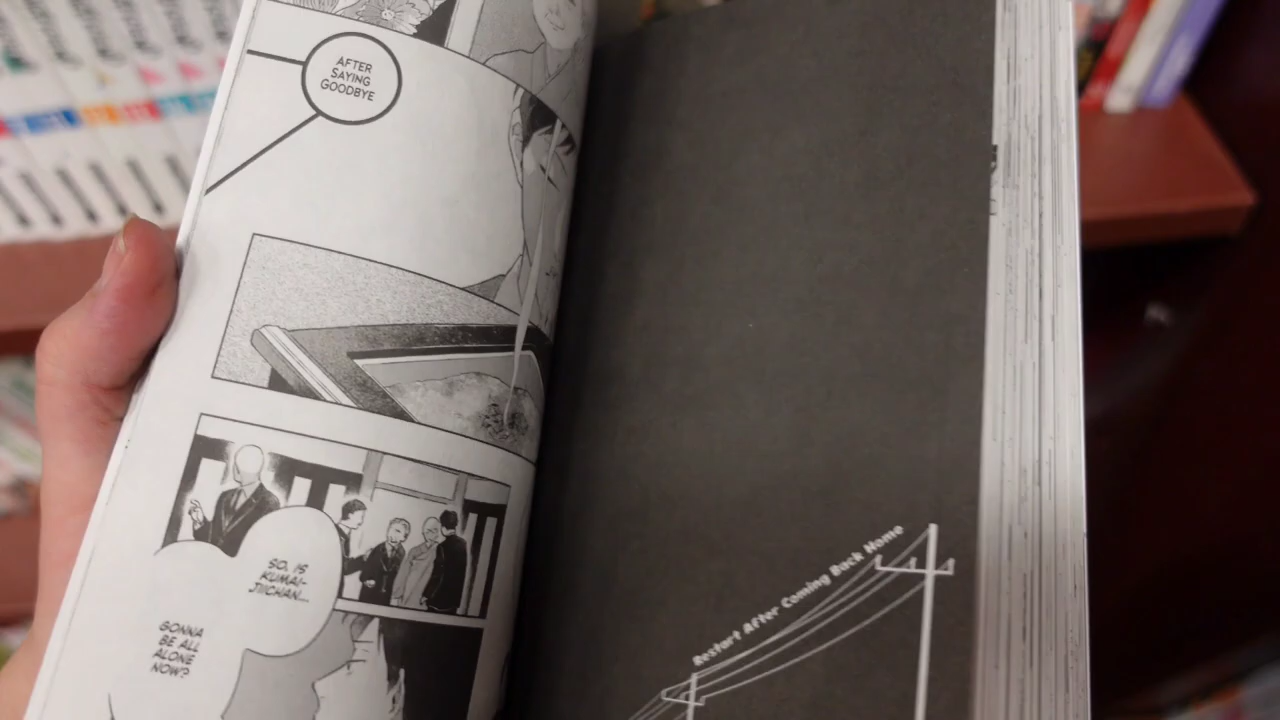 AFTER
SAYING
GOODBYE
SO, IS
KUMAI-
JIICHAN...
GONNA
BE ALL
ALONE
NOW?
Restart After Coming Back Home